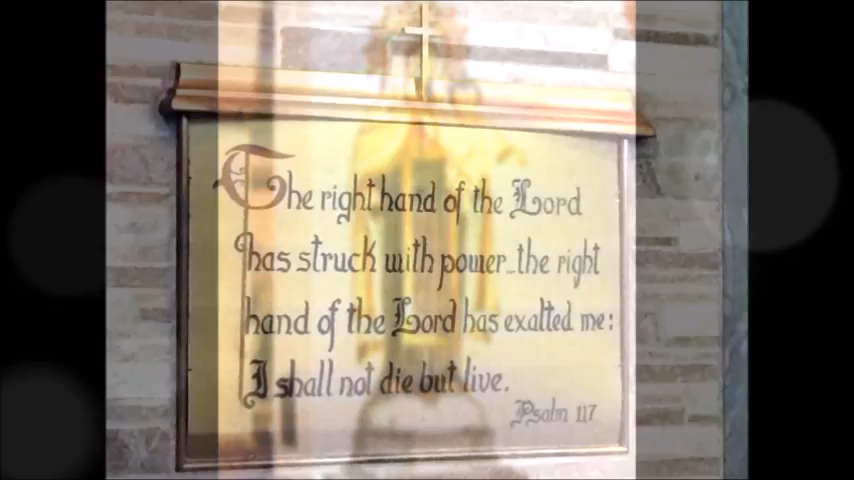 The right hand of the Lord
has struck with power...the right
hand of the Lord has exalted me:
I shall not die but live.
Psalm 117